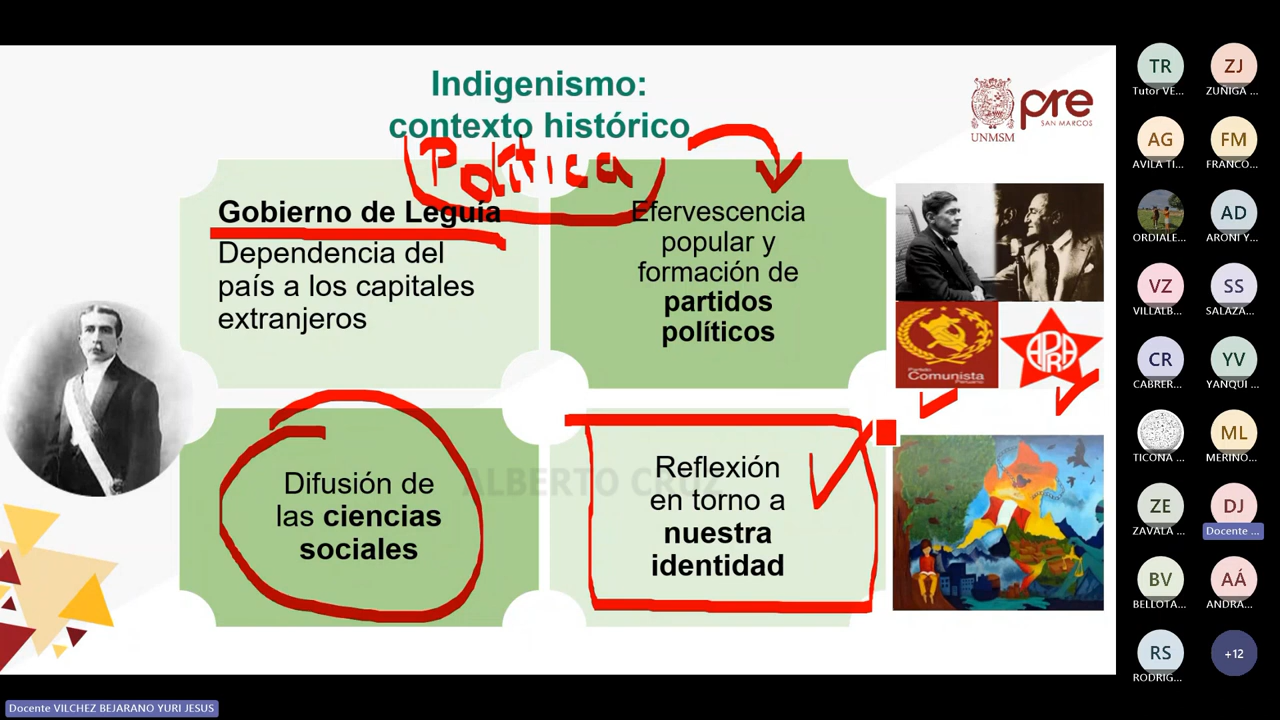 Indigenismo:
contexto histórico
UNMSM
pre
SAN MARCOS
Política
Gobierno de Leguía
Dependencia del
país a los capitales
extranjeros
Efervescencia
popular y
formación de
partidos
políticos
Partido
Comunista
Peruano
APRA
Difusión de
las ciencias
sociales
ALBERTO CRUZ
Reflexión
en torno a
nuestra
identidad
TR
Tutor VE...
ZJ
ZUÑIGA ...
AG
AVILA TI...
FM
FRANCO...
ORDIALE...
AD
ARONI Y...
VZ
VILLALB...
SS
SALAZA...
CR
CABRER...
YV
YANQUI ...
TICONA ...
ML
MERINO...
ZE
ZAVALA ...
DJ
Docente ...
BV
BELLOTA...
AÁ
ANDRA...
RS
RODRIG...
+12
Docente VILCHEZ BEJARANO YURI JESUS